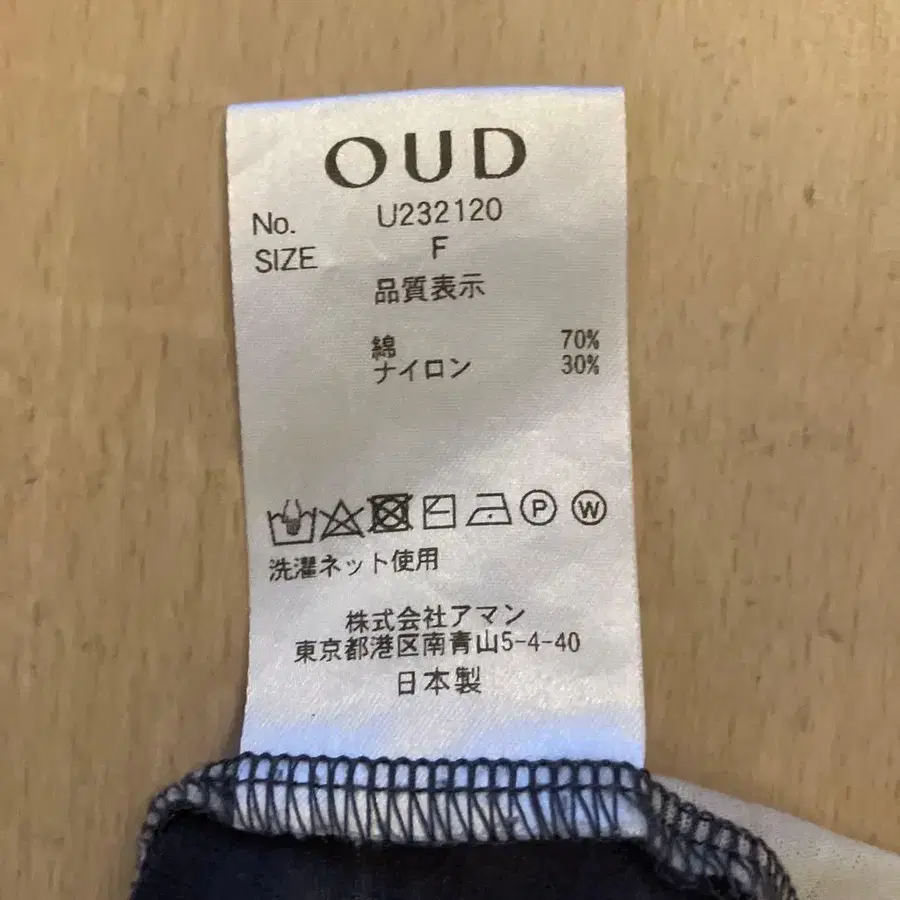 OUD
No. U232120
SIZE F
品質表示
綿 70%
ナイロン 30%
P W
洗濯ネット使用
株式会社アマン
東京都港区南青山5-4-40
日本製